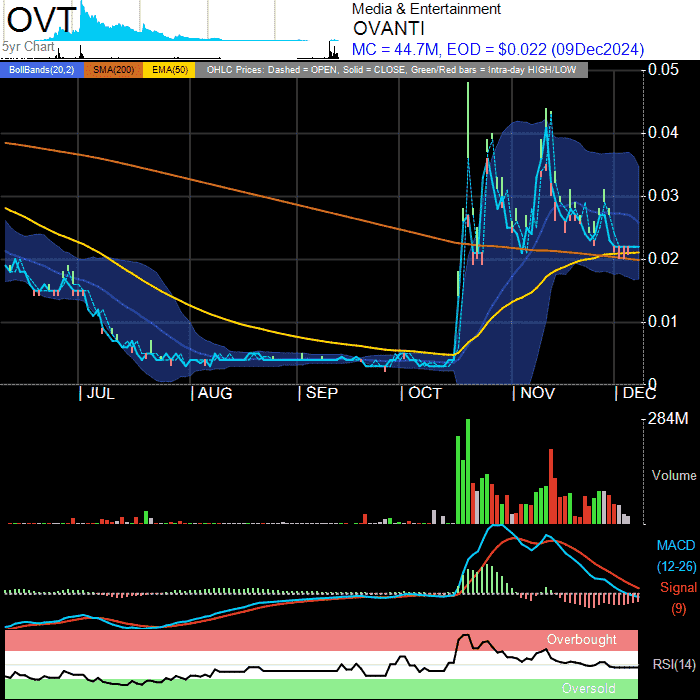 OVT
5yr Chart
Media & Entertainment
OVANTI
MC = 44.7M, EOD = $0.022 (09Dec2024)
BollBands(20,2) SMA(200) EMA(50) OHLC Prices: Dashed = OPEN, Solid = CLOSE, Green/Red bars = Intra-day HIGH/LOW
0.05
0.04
0.03
0.02
0.01
0
JUL AUG SEP OCT NOV DEC
284M
Volume
MACD
(12-26)
Signal
(9)
Overbought
RSI(14)
Oversold